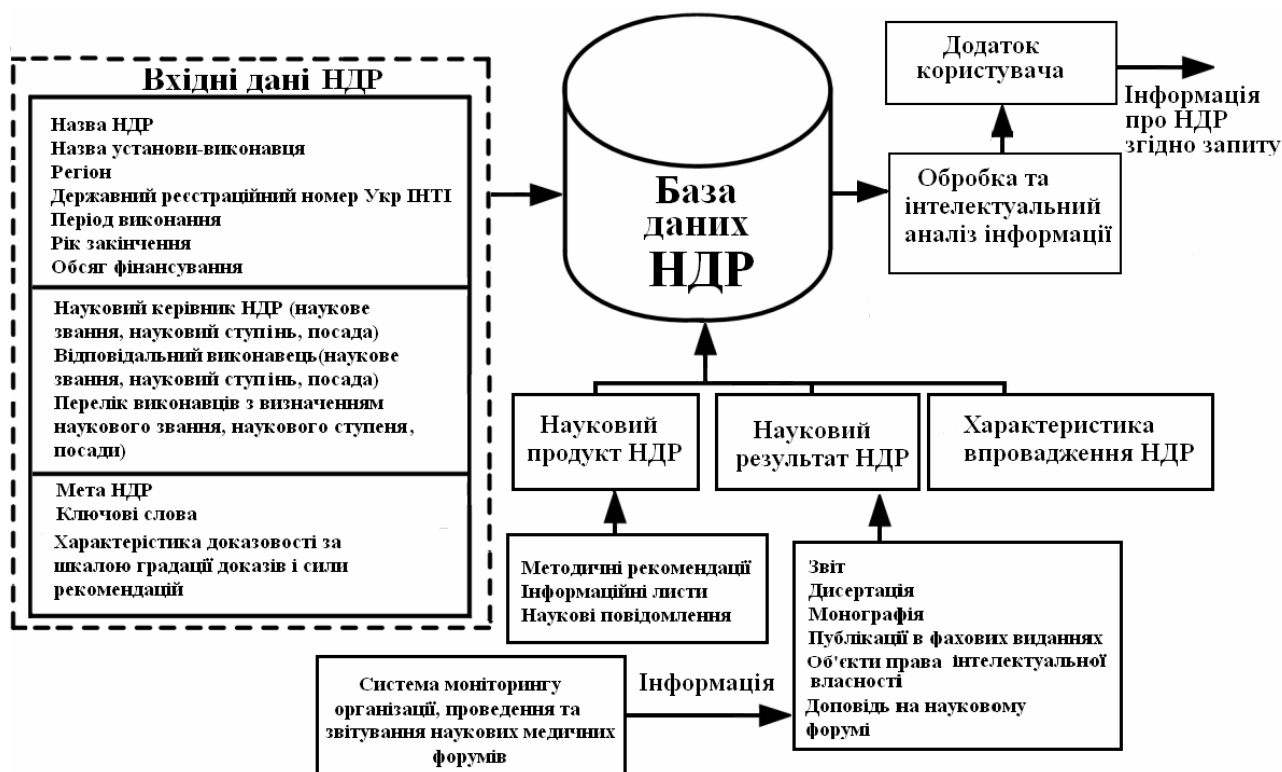 Вхідні дані НДР
Назва НДР
Назва установи-виконавця
Регіон
Державний реєстраційний номер Укр ІНТІ
Період виконання
Рік закінчення
Обсяг фінансування
Науковий керівник НДР (наукове
звання, науковий ступінь, посада)
Відповідальний виконавець(наукове
звання, науковий ступінь, посада)
Перелік виконавців з визначенням
наукового звання, наукового ступеня,
посади)
Мета НДР
Ключові слова
Характерістика доказовості за
шкалою градації доказів і сили
рекомендацій
База
даних
НДР
Додаток
користувача
Інформація
про НДР
згідно запиту
Обробка та
інтелектуальний
аналіз інформації
Науковий
продукт НДР
Науковий
результат НДР
Характеристика
впровадження НДР
Методичні рекомендації
Інформаційні листи
Наукові повідомлення
Звіт
Дисертація
Монографія
Публікації в фахових виданнях
Об'єкти права інтелектуальної
власності
Доповідь на науковому
форумі
Система моніторингу
організації, проведення та
звітування наукових медичних
форумів
Інформація